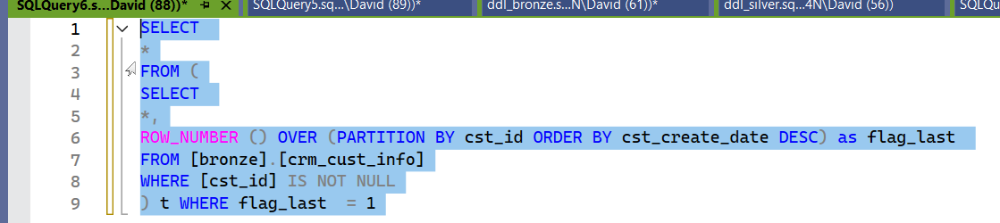 SQLQuery6.s...David (88))* SQLQuery5.sq...\David (89))* ddl_bronze.s...N\David (61))* ddl_silver.sq...4N\David (56)) SQLQu
1 SELECT
2 *
3 FROM (
4 SELECT
5 *,
6 ROW_NUMBER () OVER (PARTITION BY cst_id ORDER BY cst_create_date DESC) as flag_last
7 FROM [bronze].[crm_cust_info]
8 WHERE [cst_id] IS NOT NULL
9 ) t WHERE flag_last = 1